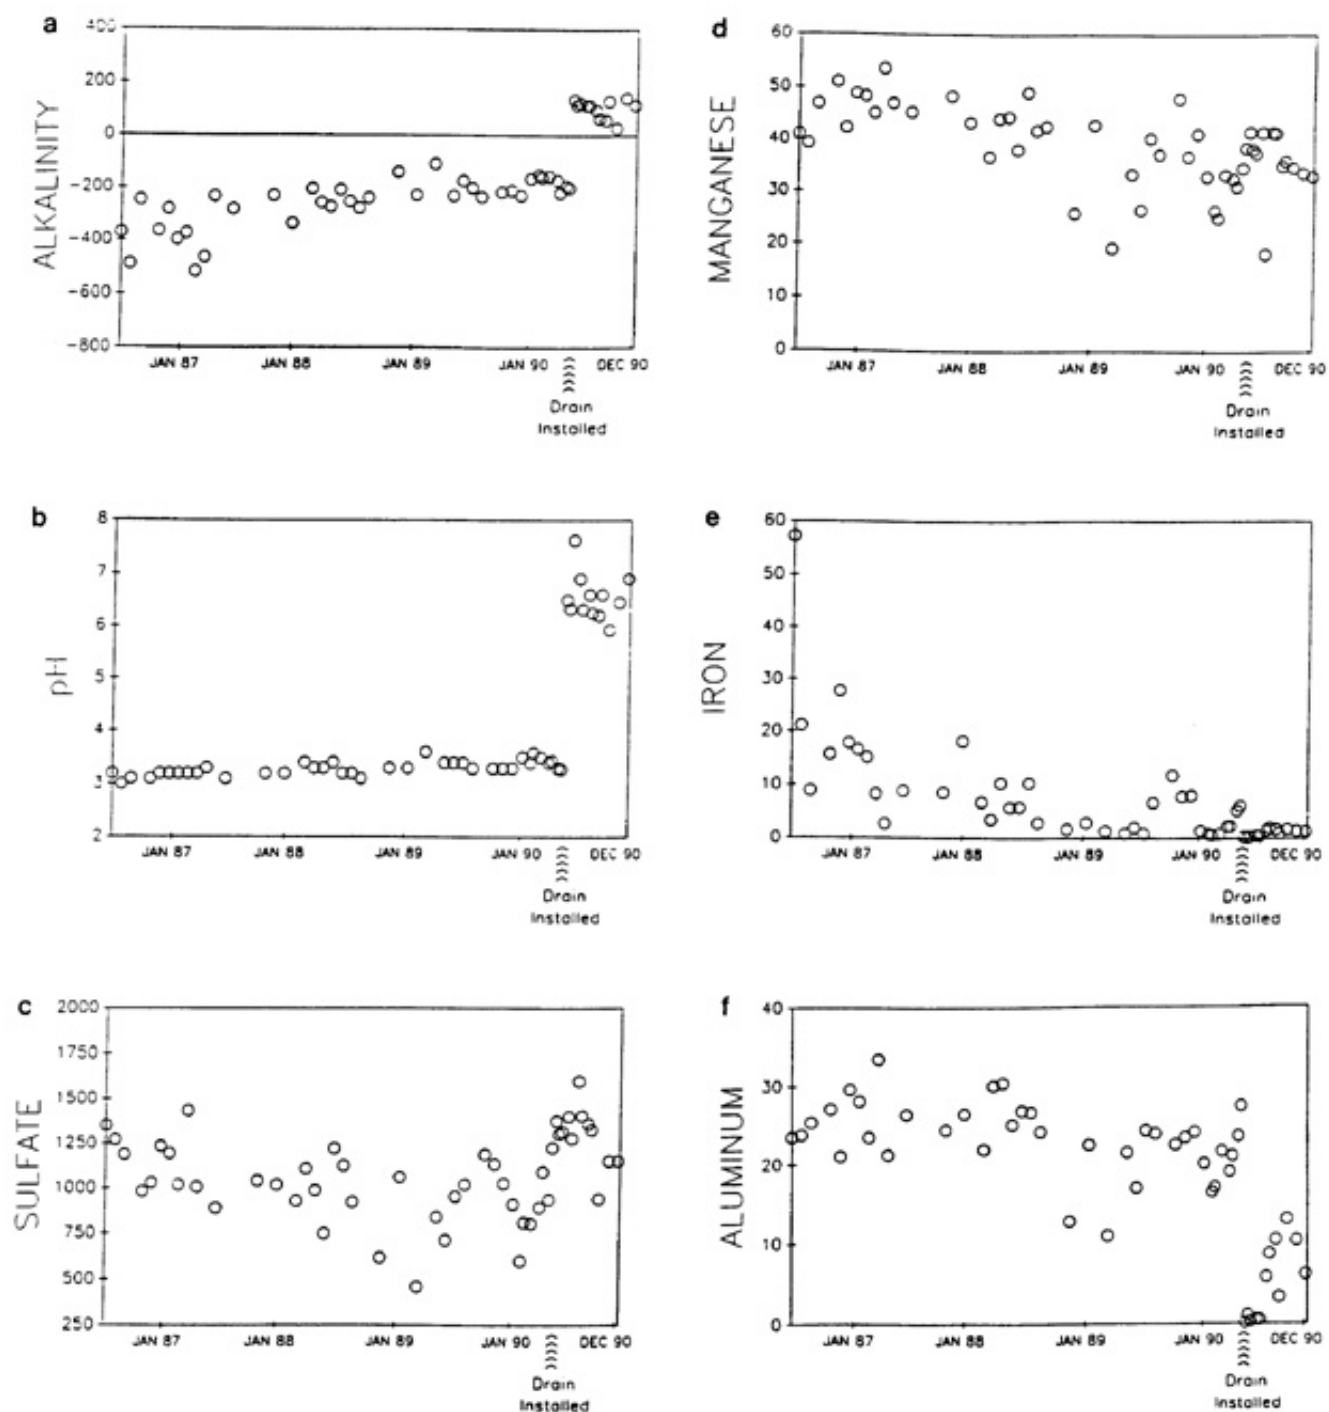 a
400
200
0
-200
-400
-600
-800
ALKALINITY
JAN 87
JAN 88
JAN 89
JAN 90
DEC 90
Drain
Installed
d
60
50
40
30
20
10
0
MANGANESE
JAN 87
JAN 88
JAN 89
JAN 90
DEC 90
Drain
Installed
b
8
7
6
5
4
3
2
pH
JAN 87
JAN 88
JAN 89
JAN 90
DEC 90
Drain
Installed
e
60
50
40
30
20
10
0
IRON
JAN 87
JAN 88
JAN 89
JAN 90
DEC 90
Drain
Installed
c
2000
1750
1500
1250
1000
750
500
250
SULFATE
JAN 87
JAN 88
JAN 89
JAN 90
DEC 90
Drain
Installed
f
40
30
20
10
0
ALUMINUM
JAN 87
JAN 88
JAN 89
JAN 90
DEC 90
Drain
Installed